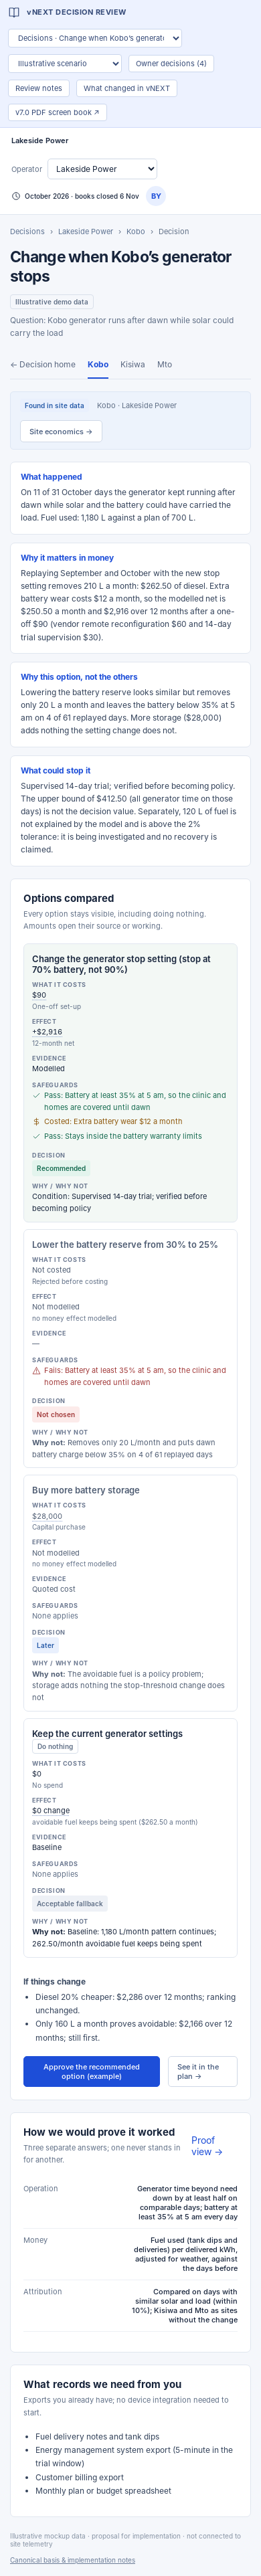 vNEXT DECISION REVIEW
Decisions · Change when Kobo's generato
Illustrative scenario
Owner decisions (4)
Review notes
What changed in vNEXT
v7.0 PDF screen book ↗
Lakeside Power
Operator
Lakeside Power
October 2026 · books closed 6 Nov
BY
Decisions › Lakeside Power › Kobo › Decision
Change when Kobo's generator
stops
Illustrative demo data
Question: Kobo generator runs after dawn while solar could
carry the load
← Decision home
Kobo
Kisiwa
Mto
Found in site data
Kobo · Lakeside Power
Site economics →
What happened
On 11 of 31 October days the generator kept running after
dawn while solar and the battery could have carried the
load. Fuel used: 1,180 L against a plan of 700 L.
Why it matters in money
Replaying September and October with the new stop
setting removes 210 L a month: $262.50 of diesel. Extra
battery wear costs $12 a month, so the modelled net is
$250.50 a month and $2,916 over 12 months after a one-
off $90 (vendor remote reconfiguration $60 and 14-day
trial supervision $30).
Why this option, not the others
Lowering the battery reserve looks similar but removes
only 20 L a month and leaves the battery below 35% at 5
am on 4 of 61 replayed days. More storage ($28,000)
adds nothing the setting change does not.
What could stop it
Supervised 14-day trial; verified before becoming policy.
The upper bound of $412.50 (all generator time on those
days) is not the decision value. Separately, 120 L of fuel is
not explained by the model and is above the 2%
tolerance: it is being investigated and no recovery is
claimed.
Options compared
Every option stays visible, including doing nothing.
Amounts open their source or working.
Change the generator stop setting (stop at
70% battery, not 90%)
WHAT IT COSTS
$90
One-off set-up
EFFECT
+$2,916
12-month net
EVIDENCE
Modelled
SAFEGUARDS
Pass: Battery at least 35% at 5 am, so the clinic and
homes are covered until dawn
Costed: Extra battery wear $12 a month
Pass: Stays inside the battery warranty limits
DECISION
Recommended
WHY / WHY NOT
Condition: Supervised 14-day trial; verified before
becoming policy
Lower the battery reserve from 30% to 25%
WHAT IT COSTS
Not costed
Rejected before costing
EFFECT
Not modelled
no money effect modelled
EVIDENCE
—
SAFEGUARDS
Fails: Battery at least 35% at 5 am, so the clinic and
homes are covered until dawn
DECISION
Not chosen
WHY / WHY NOT
Why not: Removes only 20 L/month and puts dawn
battery charge below 35% on 4 of 61 replayed days
Buy more battery storage
WHAT IT COSTS
$28,000
Capital purchase
EFFECT
Not modelled
no money effect modelled
EVIDENCE
Quoted cost
SAFEGUARDS
None applies
DECISION
Later
WHY / WHY NOT
Why not: The avoidable fuel is a policy problem;
storage adds nothing the stop-threshold change does
not
Keep the current generator settings
Do nothing
WHAT IT COSTS
$0
No spend
EFFECT
$0 change
avoidable fuel keeps being spent ($262.50 a month)
EVIDENCE
Baseline
SAFEGUARDS
None applies
DECISION
Acceptable fallback
WHY / WHY NOT
Why not: Baseline: 1,180 L/month pattern continues;
262.50/month avoidable fuel keeps being spent
If things change
• Diesel 20% cheaper: $2,286 over 12 months; ranking
unchanged.
• Only 160 L a month proves avoidable: $2,166 over 12
months; still first.
Approve the recommended
option (example)
See it in the
plan →
How we would prove it worked
Three separate answers; one never stands in
for another.
Proof
view →
Operation
Generator time beyond need
down by at least half on
comparable days; battery at
least 35% at 5 am every day
Money
Fuel used (tank dips and
deliveries) per delivered kWh,
adjusted for weather, against
the days before
Attribution
Compared on days with
similar solar and load (within
10%); Kisiwa and Mto as sites
without the change
What records we need from you
Exports you already have; no device integration needed to
start.
• Fuel delivery notes and tank dips
• Energy management system export (5-minute in the
trial window)
• Customer billing export
• Monthly plan or budget spreadsheet
Illustrative mockup data · proposal for implementation · not connected to
site telemetry
Canonical basis & implementation notes